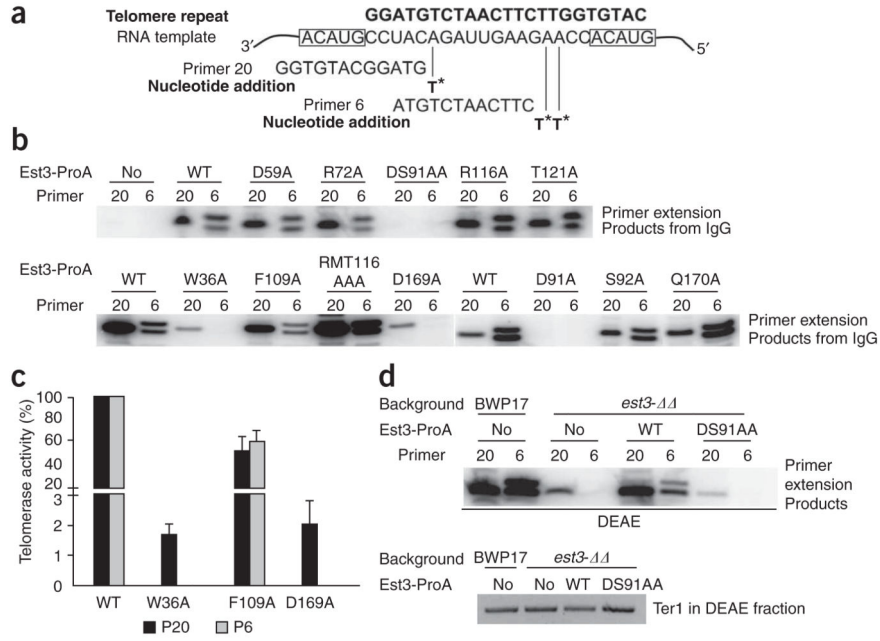 a
Telomere repeat GGATGTCTAACTTCTTGGTGTAC
RNA template 3′ ACAUGCCUACAGAUUGAAGAACCACAUG 5′
Primer 20 GGTGTACGGATG
Nucleotide addition T*
Primer 6 ATGTCTAACTTC
Nucleotide addition T* T*
b
Est3-ProA No WT D59A R72A DS91AA R116A T121A
Primer 20 6 20 6 20 6 20 6 20 6 20 6 20 6
Primer extension
Products from IgG
Est3-ProA WT W36A F109A RMT116 AAA D169A WT D91A S92A Q170A
Primer 20 6 20 6 20 6 20 6 20 6 20 6 20 6 20 6 20 6
Primer extension
Products from IgG
c
Telomerase activity (%)
100
80
60
40
20
3
2
1
0
WT W36A F109A D169A
P20 P6
d
Background BWP17 est3-ΔΔ
Est3-ProA No No WT DS91AA
Primer 20 6 20 6 20 6 20 6
Primer
extension
Products
DEAE
Background BWP17 est3-ΔΔ
Est3-ProA No No WT DS91AA
Ter1 in DEAE fraction